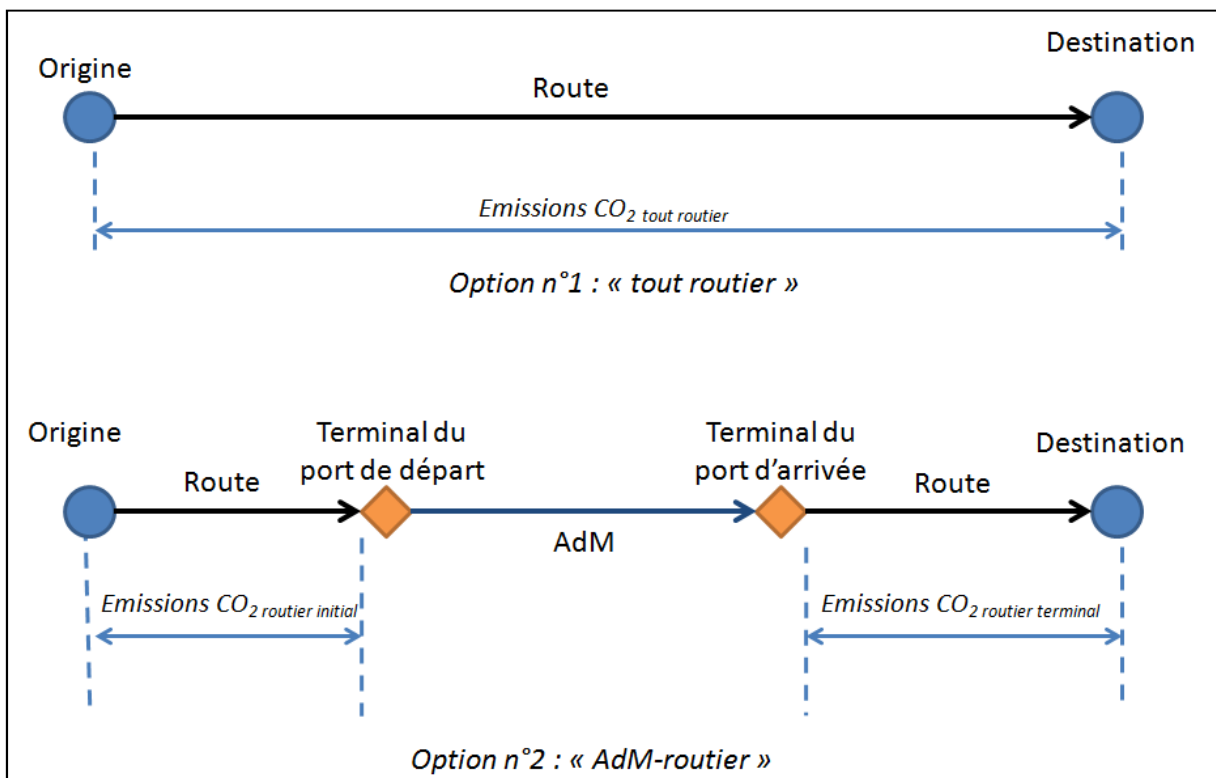 Origine
Destination
Route
Emissions CO2 tout routier
Option n°1 : « tout routier »
Origine
Terminal du
port de départ
Terminal du
port d’arrivée
Destination
Route
Route
AdM
Emissions CO2 routier initial
Emissions CO2 routier terminal
Option n°2 : « AdM-routier »